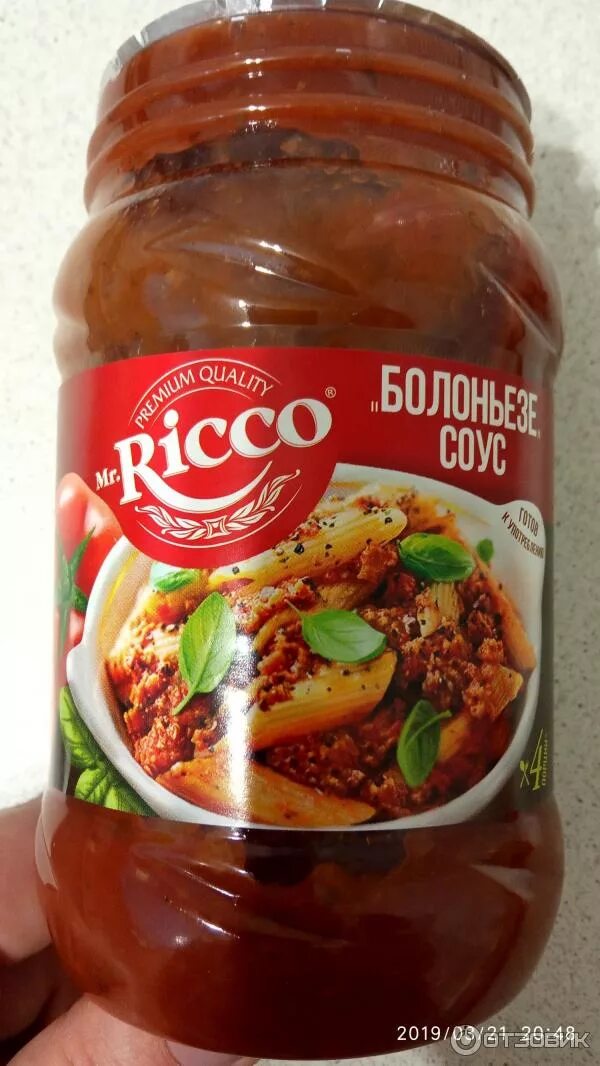 PREMIUM QUALITY
Mr. Ricco®
"БОЛОНЬЕЗЕ"
СОУС
ГОТОВ
К УПОТРЕБЛЕНИЮ
2019/03/21 20:48
ОТЗОВИК